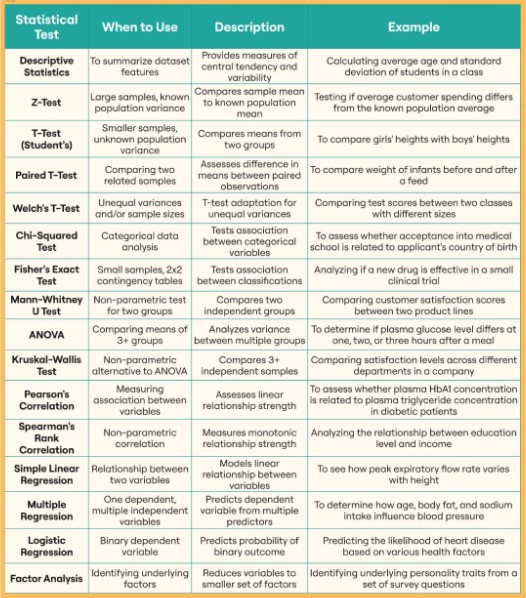 Statistical Test | When to Use | Description | Example
Descriptive Statistics | To summarize dataset features | Provides measures of central tendency and variability | Calculating average age and standard deviation of students in a class
Z-Test | Large samples, known population variance | Compares sample mean to known population mean | Testing if average customer spending differs from the known population average
T-Test (Student's) | Smaller samples, unknown population variance | Compares means from two groups | To compare girls' heights with boys' heights
Paired T-Test | Comparing two related samples | Assesses difference in means between paired observations | To compare weight of infants before and after a feed
Welch's T-Test | Unequal variances and/or sample sizes | T-test adaptation for unequal variances | Comparing test scores between two classes with different sizes
Chi-Squared Test | Categorical data analysis | Tests association between categorical variables | To assess whether acceptance into medical school is related to applicant's country of birth
Fisher's Exact Test | Small samples, 2x2 contingency tables | Tests association between classifications | Analyzing if a new drug is effective in a small clinical trial
Mann-Whitney U Test | Non-parametric test for two groups | Compares two independent groups | Comparing customer satisfaction scores between two product lines
ANOVA | Comparing means of 3+ groups | Analyzes variance between multiple groups | To determine if plasma glucose level differs at one, two, or three hours after a meal
Kruskal-Wallis Test | Non-parametric alternative to ANOVA | Compares 3+ independent samples | Comparing satisfaction levels across different departments in a company
Pearson's Correlation | Measuring association between variables | Assesses linear relationship strength | To assess whether plasma HbA1 concentration is related to plasma triglyceride concentration in diabetic patients
Spearman's Rank Correlation | Non-parametric correlation | Measures monotonic relationship strength | Analyzing the relationship between education level and income
Simple Linear Regression | Relationship between two variables | Models linear relationship between variables | To see how peak expiratory flow rate varies with height
Multiple Regression | One dependent, multiple independent variables | Predicts dependent variable from multiple predictors | To determine how age, body fat, and sodium intake influence blood pressure
Logistic Regression | Binary dependent variable | Predicts probability of binary outcome | Predicting the likelihood of heart disease based on various health factors
Factor Analysis | Identifying underlying factors | Reduces variables to smaller set of factors | Identifying underlying personality traits from a set of survey questions